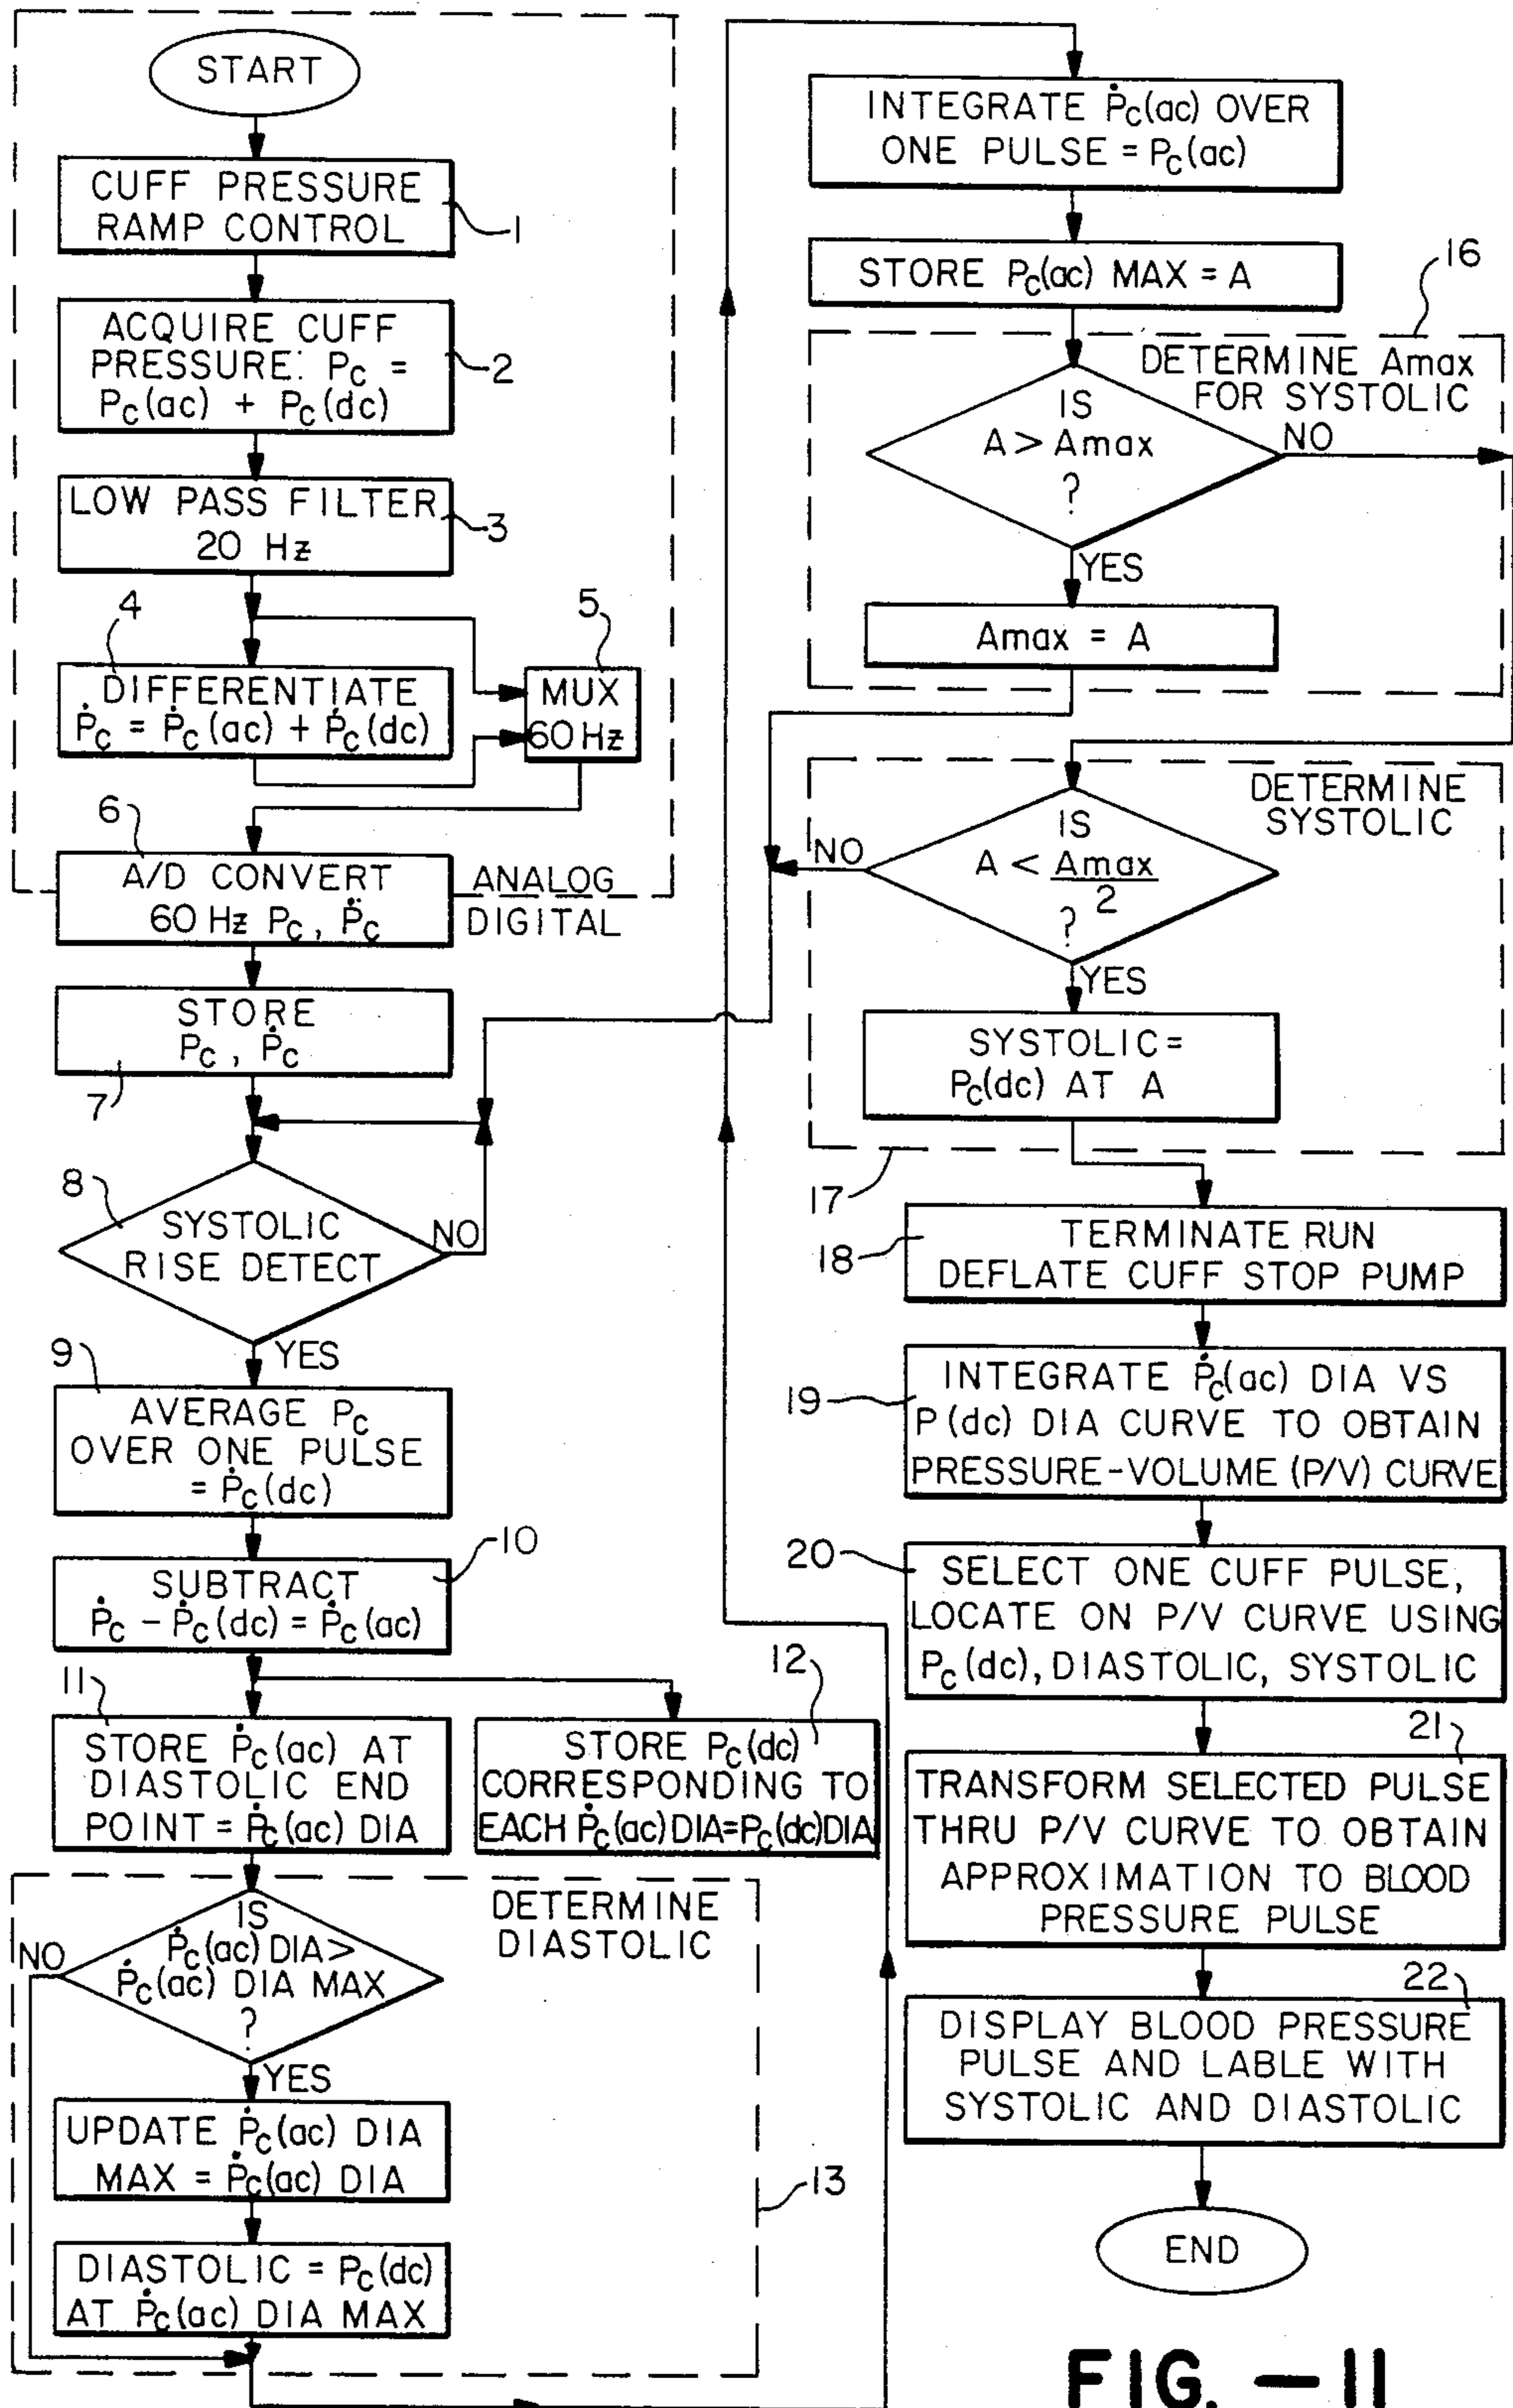 START
CUFF PRESSURE
RAMP CONTROL
1
ACQUIRE CUFF
PRESSURE: Pc =
Pc(ac) + Pc(dc)
2
LOW PASS FILTER
20 Hz
3
4
DIFFERENTIATE
Ṗc = Ṗc(ac) + Ṗc(dc)
5
MUX
60 Hz
6
A/D CONVERT
60 Hz Pc, P̈c
ANALOG
DIGITAL
STORE
Pc, Ṗc
7
8
SYSTOLIC
RISE DETECT
NO
YES
9
AVERAGE Pc
OVER ONE PULSE
= Ṗc(dc)
10
SUBTRACT
Ṗc - Ṗc(dc) = Ṗc(ac)
11
STORE Ṗc(ac) AT
DIASTOLIC END
POINT = Ṗc(ac) DIA
12
STORE Pc(dc)
CORRESPONDING TO
EACH Ṗc(ac) DIA=Pc(dc)DIA
DETERMINE
DIASTOLIC
IS
Ṗc(ac) DIA >
Ṗc(ac) DIA MAX
?
NO
YES
UPDATE Ṗc(ac) DIA
MAX = Ṗc(ac) DIA
13
DIASTOLIC = Pc(dc)
AT Ṗc(ac) DIA MAX
INTEGRATE Ṗc(ac) OVER
ONE PULSE = Pc(ac)
STORE Pc(ac) MAX = A
16
DETERMINE Amax
FOR SYSTOLIC
IS
A > Amax
?
NO
YES
Amax = A
DETERMINE
SYSTOLIC
IS
A < Amax
2
?
NO
YES
SYSTOLIC =
Pc(dc) AT A
17
18
TERMINATE RUN
DEFLATE CUFF STOP PUMP
19
INTEGRATE Ṗc(ac) DIA VS
P(dc) DIA CURVE TO OBTAIN
PRESSURE-VOLUME (P/V) CURVE
20
SELECT ONE CUFF PULSE,
LOCATE ON P/V CURVE USING
Pc(dc), DIASTOLIC, SYSTOLIC
21
TRANSFORM SELECTED PULSE
THRU P/V CURVE TO OBTAIN
APPROXIMATION TO BLOOD
PRESSURE PULSE
22
DISPLAY BLOOD PRESSURE
PULSE AND LABLE WITH
SYSTOLIC AND DIASTOLIC
END
FIG. —11